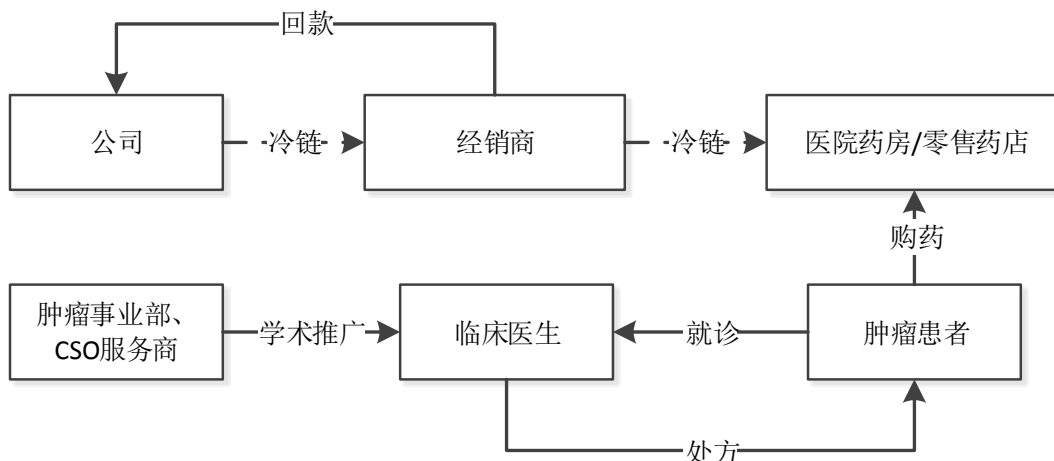 回款
公司
冷链
经销商
冷链
医院药房/零售药店
购药
肿瘤事业部、
CSO服务商
学术推广
临床医生
就诊
肿瘤患者
处方